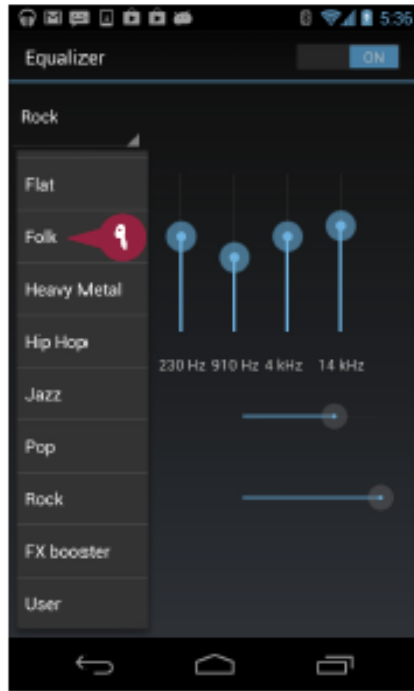 5:36
Equalizer ON
Rock
Flat
Folk 9
Heavy Metal
Hip Hop
230 Hz 910 Hz 4 kHz 14 kHz
Jazz
Pop
Rock
FX booster
User